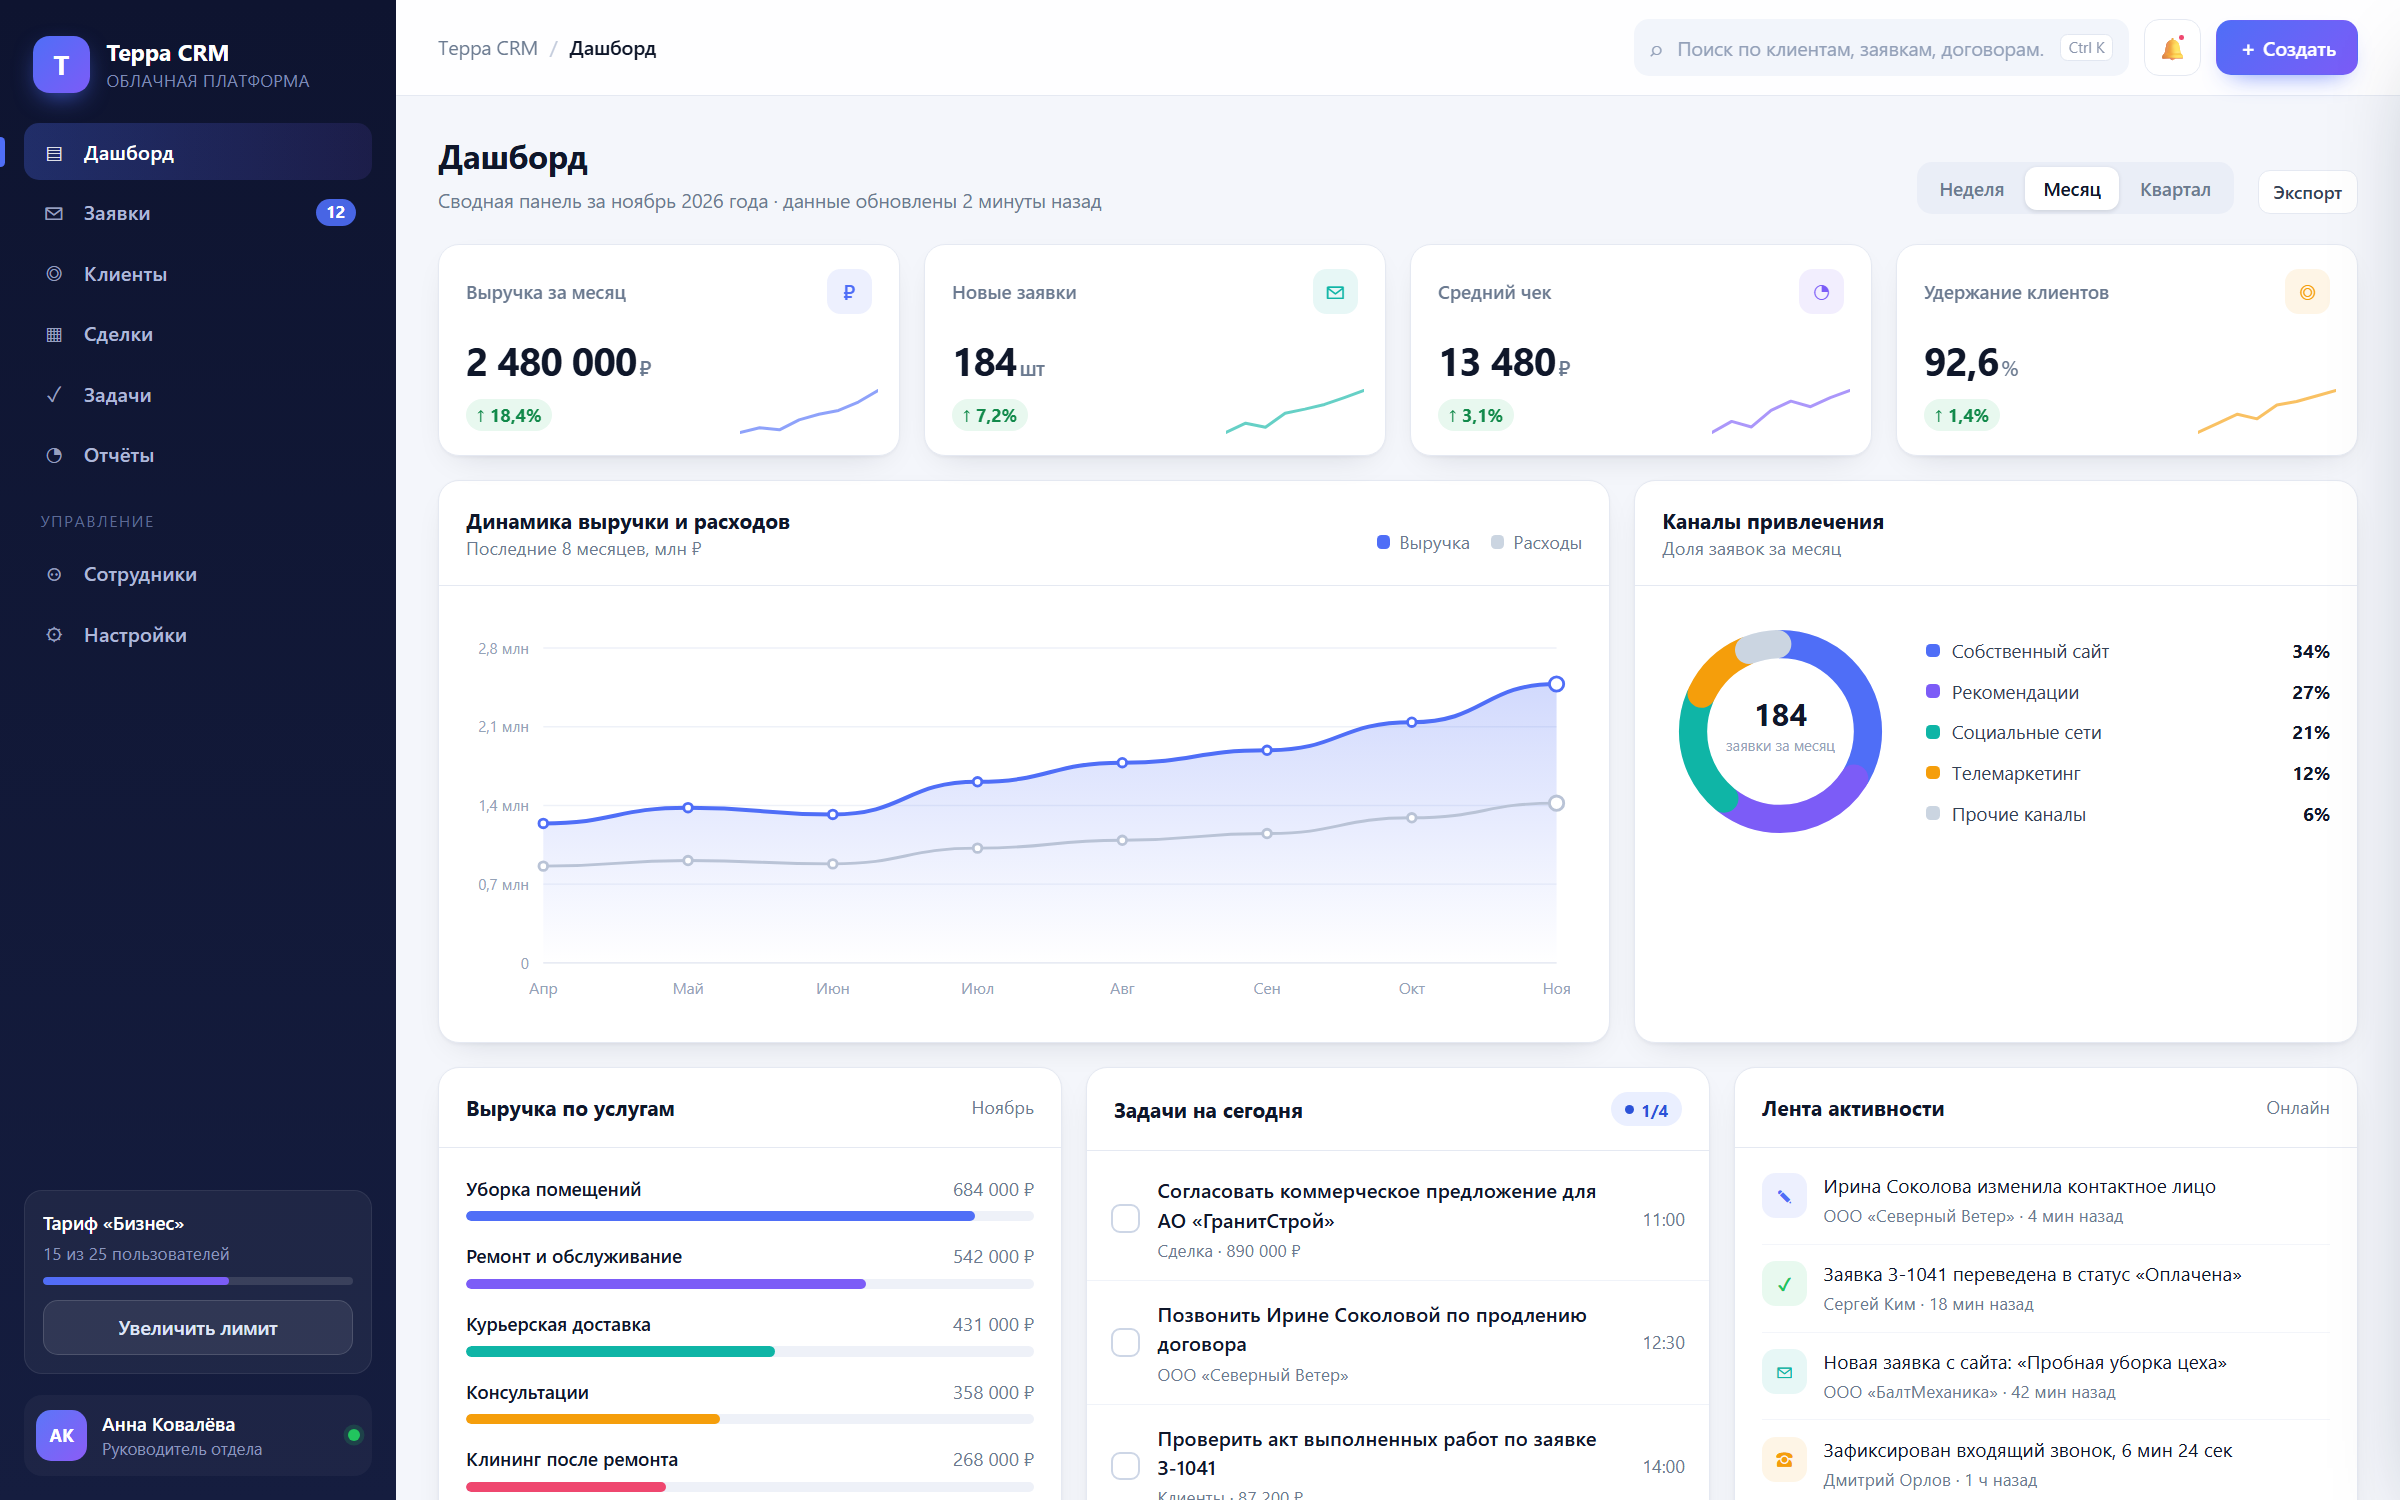 Т
Терра CRM
ОБЛАЧНАЯ ПЛАТФОРМА
Дашборд
Заявки
12
Клиенты
Сделки
Задачи
Отчёты
УПРАВЛЕНИЕ
Сотрудники
Настройки
Тариф «Бизнес»
15 из 25 пользователей
Увеличить лимит
АК
Анна Ковалёва
Руководитель отдела
Терра CRM / Дашборд
Поиск по клиентам, заявкам, договорам.
Ctrl K
+ Создать
Дашборд
Сводная панель за ноябрь 2026 года · данные обновлены 2 минуты назад
Неделя
Месяц
Квартал
Экспорт
Выручка за месяц
₽
2 480 000 ₽
↑ 18,4%
Новые заявки
184 шт
↑ 7,2%
Средний чек
13 480 ₽
↑ 3,1%
Удержание клиентов
92,6 %
↑ 1,4%
Динамика выручки и расходов
Последние 8 месяцев, млн ₽
Выручка
Расходы
2,8 млн
2,1 млн
1,4 млн
0,7 млн
0
Апр
Май
Июн
Июл
Авг
Сен
Окт
Ноя
Каналы привлечения
Доля заявок за месяц
184
заявки за месяц
Собственный сайт 34%
Рекомендации 27%
Социальные сети 21%
Телемаркетинг 12%
Прочие каналы 6%
Выручка по услугам
Ноябрь
Уборка помещений 684 000 ₽
Ремонт и обслуживание 542 000 ₽
Курьерская доставка 431 000 ₽
Консультации 358 000 ₽
Клининг после ремонта 268 000 ₽
Задачи на сегодня
1/4
Согласовать коммерческое предложение для
АО «ГранитСтрой»
Сделка · 890 000 ₽
11:00
Позвонить Ирине Соколовой по продлению
договора
ООО «Северный Ветер»
12:30
Проверить акт выполненных работ по заявке
З-1041
Клиенты · 87 200 ₽
14:00
Лента активности
Онлайн
Ирина Соколова изменила контактное лицо
ООО «Северный Ветер» · 4 мин назад
Заявка З-1041 переведена в статус «Оплачена»
Сергей Ким · 18 мин назад
Новая заявка с сайта: «Пробная уборка цеха»
ООО «БалтМеханика» · 42 мин назад
Зафиксирован входящий звонок, 6 мин 24 сек
Дмитрий Орлов · 1 ч назад